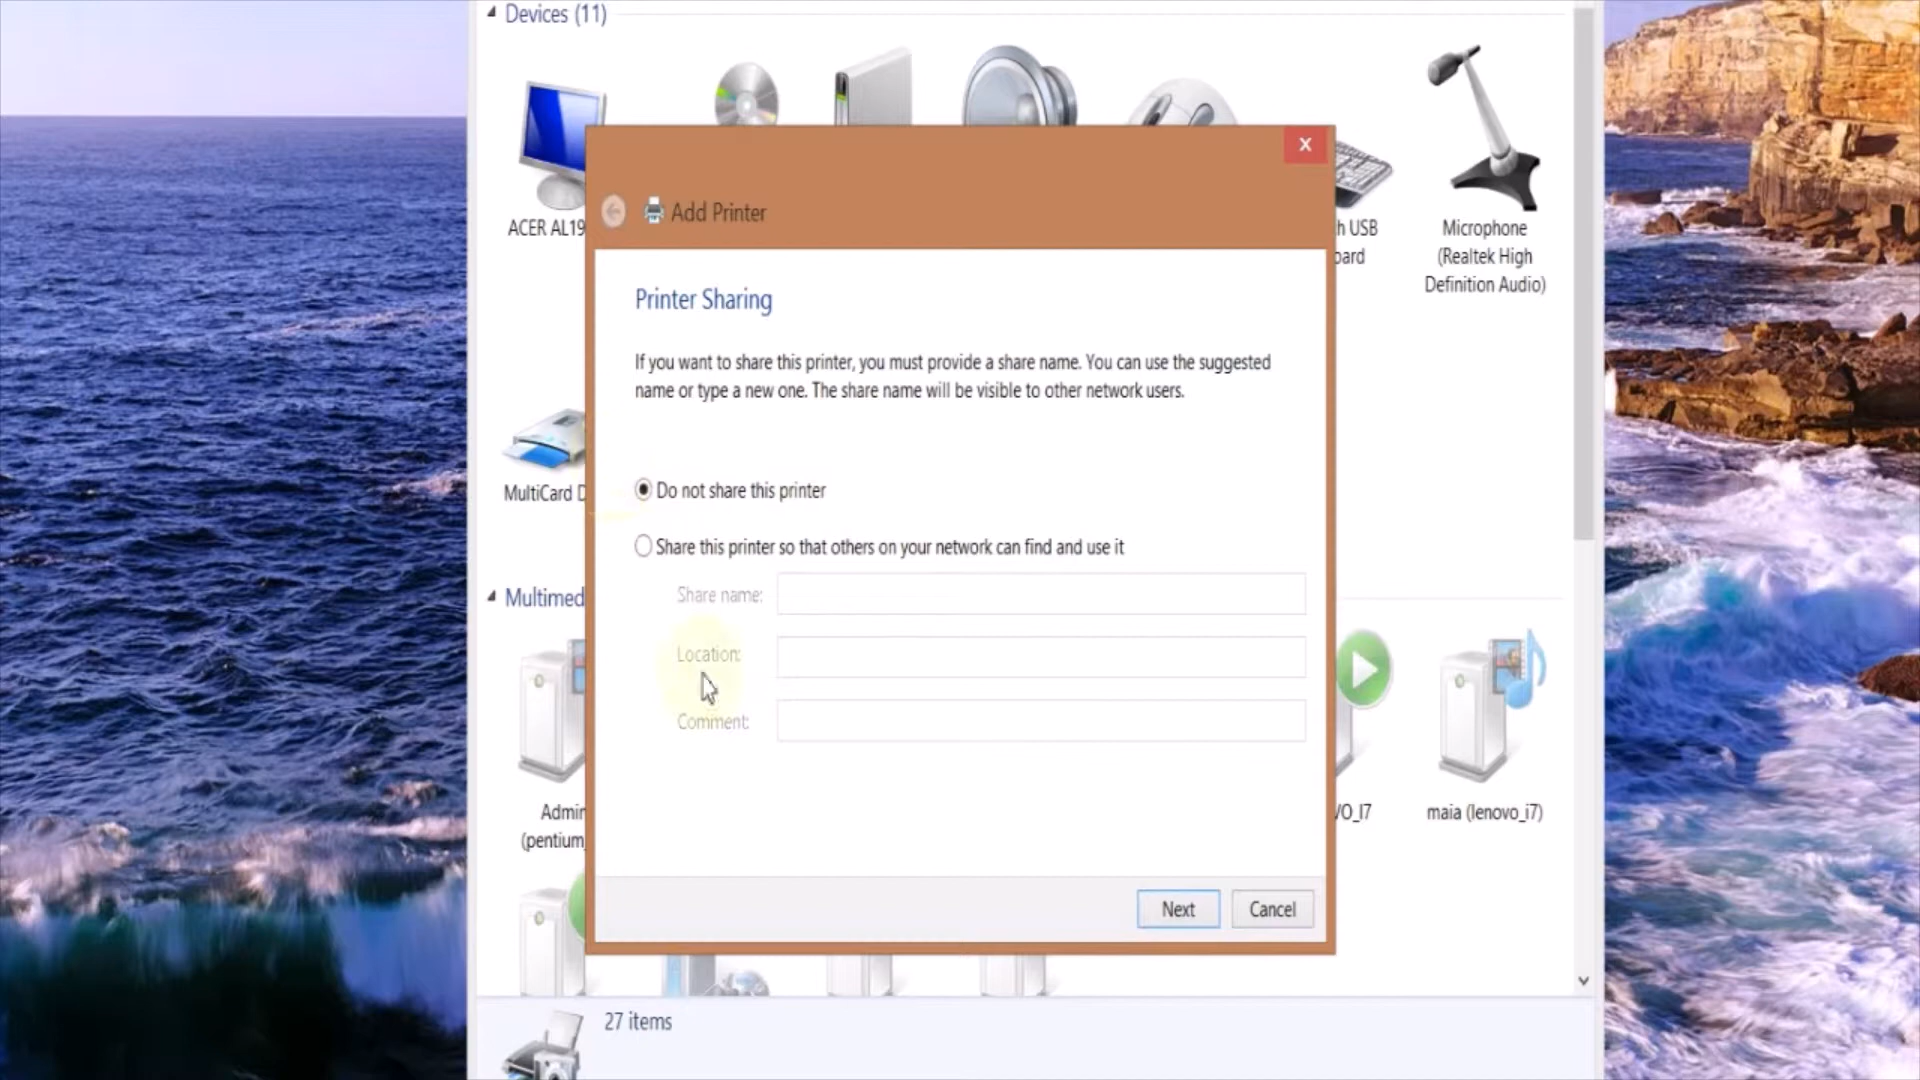 Devices (11)
ACER AL19
h USB
oard
Microphone
(Realtek High
Definition Audio)
MultiCard D
Multimed
Admin
(pentium_
VO_I7
maia (lenovo_i7)
27 items
X
Add Printer
Printer Sharing
If you want to share this printer, you must provide a share name. You can use the suggested
name or type a new one. The share name will be visible to other network users.
Do not share this printer
Share this printer so that others on your network can find and use it
Share name:
Location:
Comment:
Next
Cancel